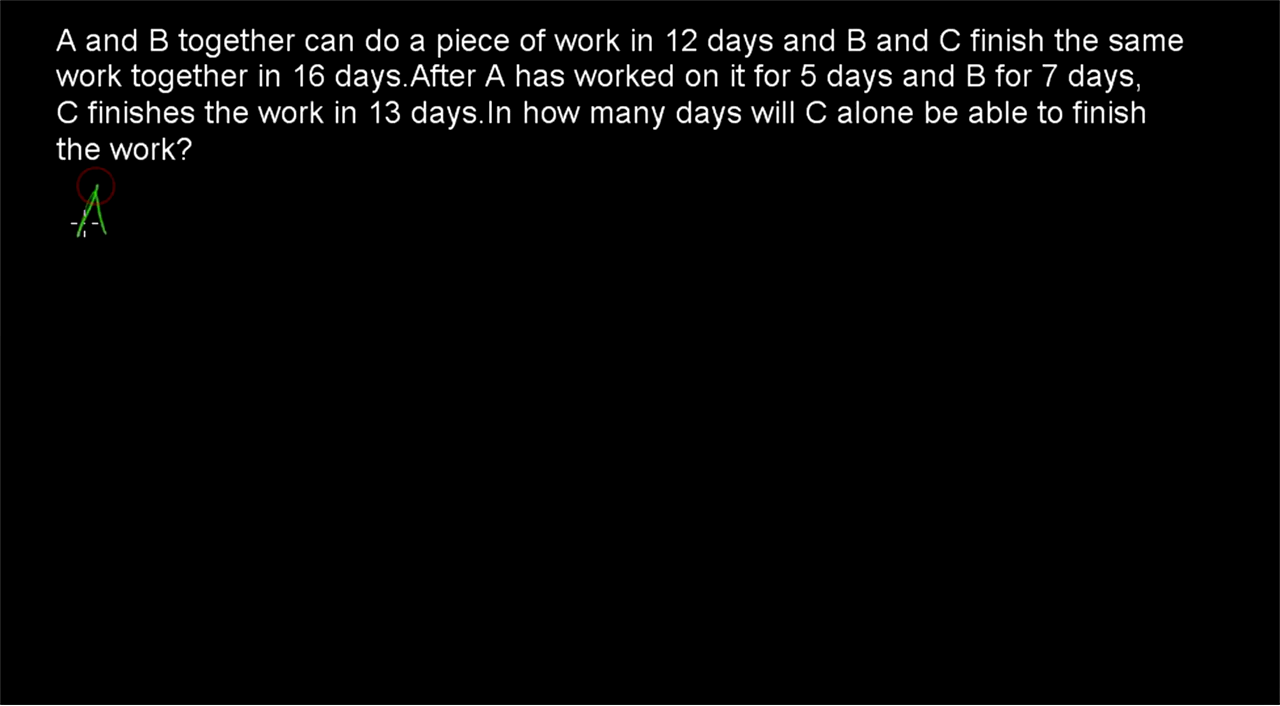 A and B together can do a piece of work in 12 days and B and C finish the same
work together in 16 days.After A has worked on it for 5 days and B for 7 days,
C finishes the work in 13 days.In how many days will C alone be able to finish
the work?
A